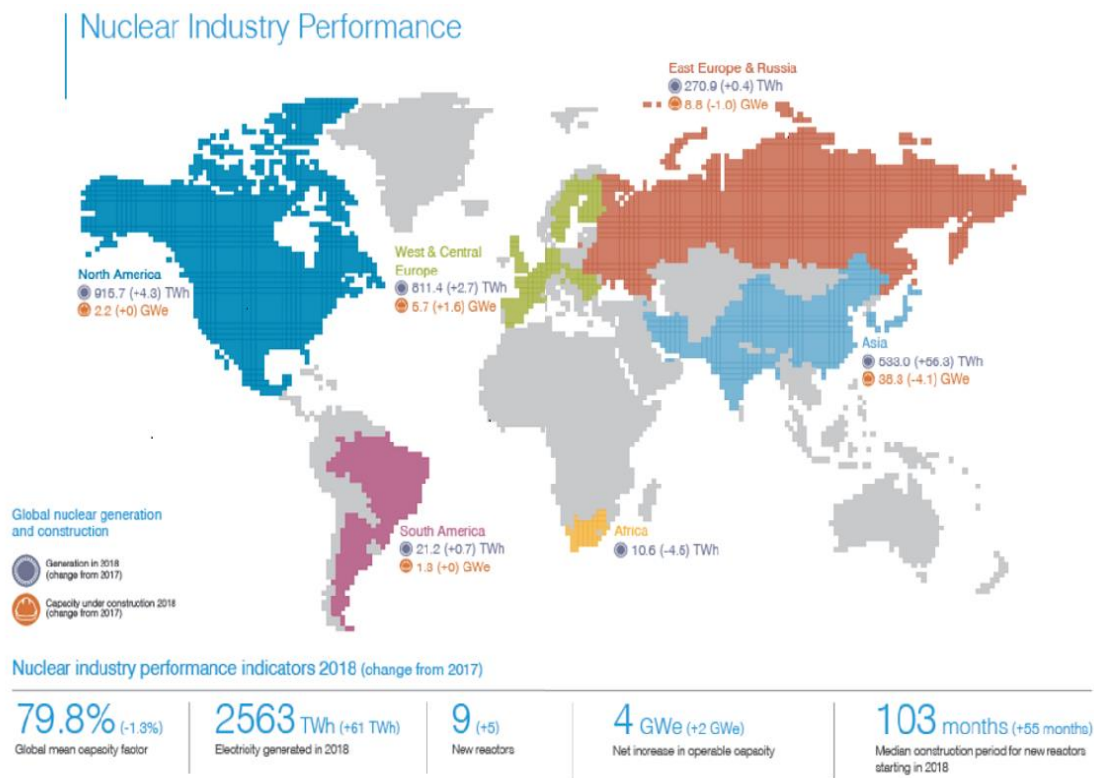 Nuclear Industry Performance
East Europe & Russia
270.9 (+0.4) TWh
8.8 (-1.0) GWe
North America
915.7 (+4.3) TWh
2.2 (+0) GWe
West & Central
Europe
811.4 (+2.7) TWh
5.7 (+1.6) GWe
Asia
533.0 (+56.3) TWh
38.3 (-4.1) GWe
South America
21.2 (+0.7) TWh
1.3 (+0) GWe
Africa
10.6 (-4.5) TWh
Global nuclear generation
and construction
Generation in 2018
(change from 2017)
Capacity under construction 2018
(change from 2017)
Nuclear industry performance indicators 2018 (change from 2017)
79.8% (-1.3%)
Global mean capacity factor
2563 TWh (+61 TWh)
Electricity generated in 2018
9 (+5)
New reactors
4 GWe (+2 GWe)
Net increase in operable capacity
103 months (+55 months)
Median construction period for new reactors
starting in 2018